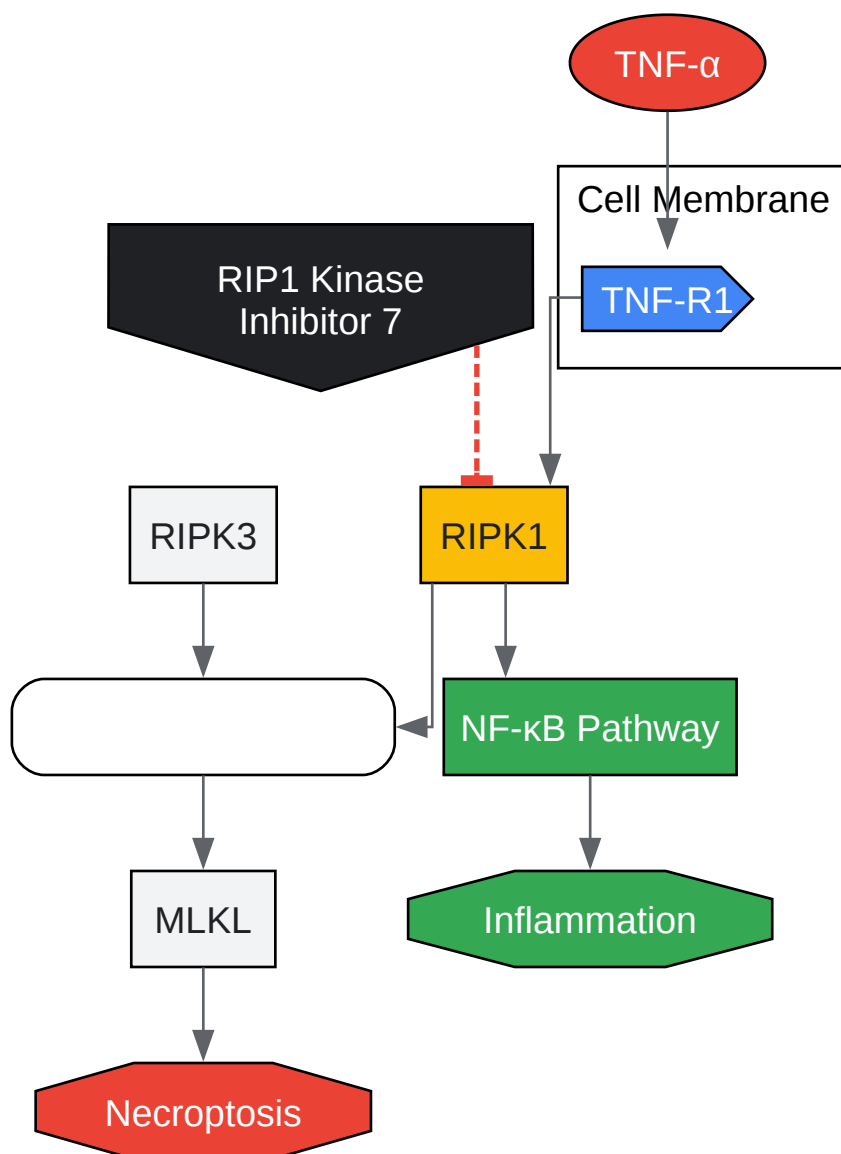 TNF-α
Cell Membrane
TNF-R1
RIP1 Kinase
Inhibitor 7
RIPK3
RIPK1
NF-κB Pathway
MLKL
Inflammation
Necroptosis